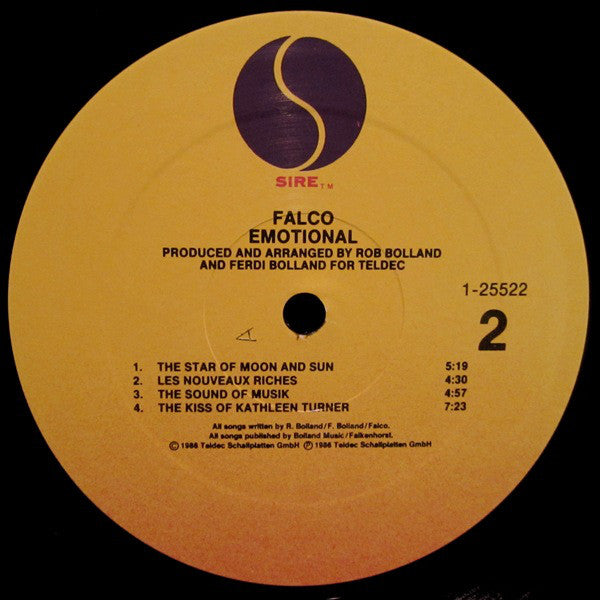 SIRE TM
FALCO
EMOTIONAL
PRODUCED AND ARRANGED BY ROB BOLLAND
AND FERDI BOLLAND FOR TELDEC
1-25522
2
1. THE STAR OF MOON AND SUN 5:19
2. LES NOUVEAUX RICHES 4:30
3. THE SOUND OF MUSIK 4:57
4. THE KISS OF KATHLEEN TURNER 7:23
All songs written by R. Bolland/F. Bolland/Falco.
All songs published by Bolland Music/Falkenhorst.
© 1986 Teldec Schallplatten GmbH ℗ 1986 Teldec Schallplatten GmbH